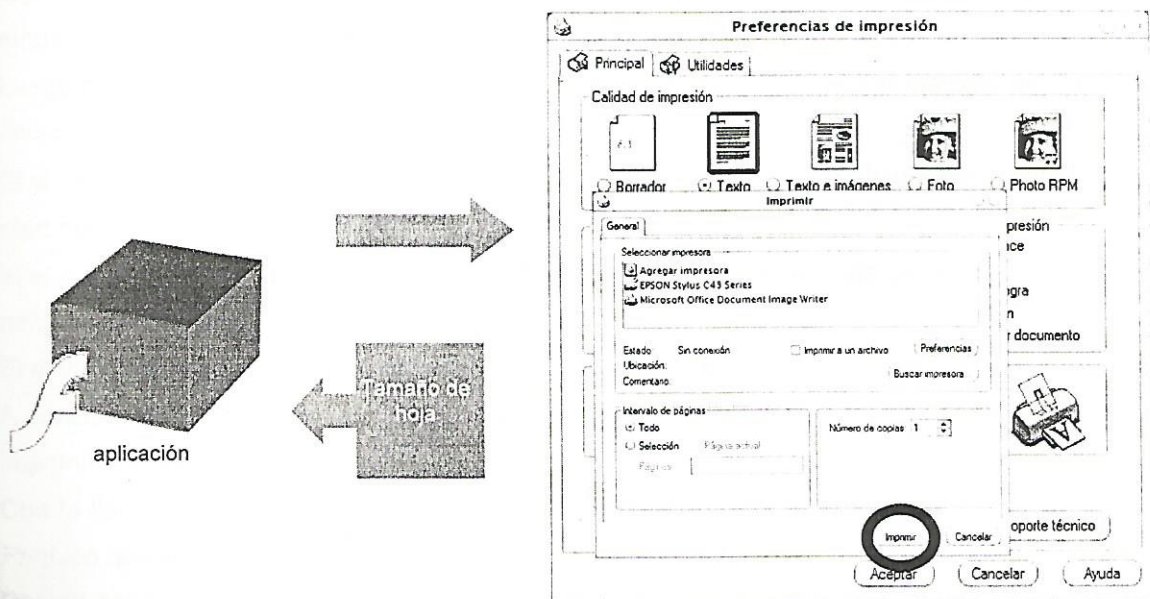 Preferencias de impresión
Principal
Utilidades
Calidad de impresión
Borrador
Texto
Texto e imágenes
Foto
Photo RPM
Imprimir
General
Seleccionar impresora
Agregar impresora
EPSON Stylus C43 Series
Microsoft Office Document Image Writer
Estado: Sin conexión
Ubicación:
Comentario:
Imprimir a un archivo
Preferencias
Buscar impresora
Intervalo de páginas
Todo
Selección
Página actual
Páginas
Número de copias: 1
Imprimir
Cancelar
presión
nce
ogra
n
r documento
oporte técnico
Aceptar
Cancelar
Ayuda
Tamaño de
hoja
aplicación